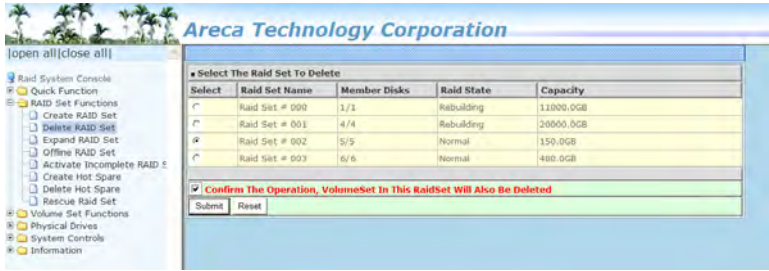 Areca Technology Corporation
|open all|close all|
Raid System Console
Quick Function
RAID Set Functions
Create RAID Set
Delete RAID Set
Expand RAID Set
Offline RAID Set
Activate Incomplete RAID S
Create Hot Spare
Delete Hot Spare
Rescue Raid Set
Volume Set Functions
Physical Drives
System Controls
Information
Select The Raid Set To Delete
Select Raid Set Name Member Disks Raid State Capacity
Raid Set # 000 1/1 Rebuilding 11000.0GB
Raid Set # 001 4/4 Rebuilding 20000.0GB
Raid Set # 002 5/5 Normal 150.0GB
Raid Set # 003 6/6 Normal 480.0GB
Confirm The Operation, VolumeSet In This RaidSet Will Also Be Deleted
Submit Reset